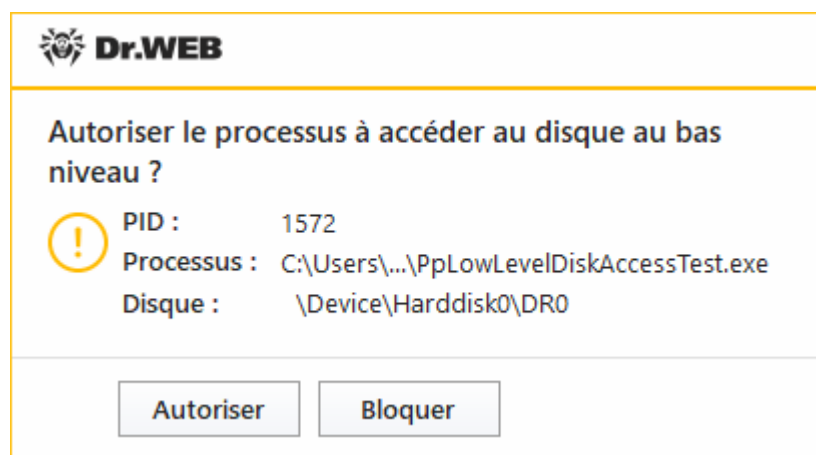 Dr.WEB
Autoriser le processus à accéder au disque au bas
niveau ?
PID : 1572
Processus : C:\Users\...\PpLowLevelDiskAccessTest.exe
Disque : \Device\Harddisk0\DR0
Autoriser Bloquer